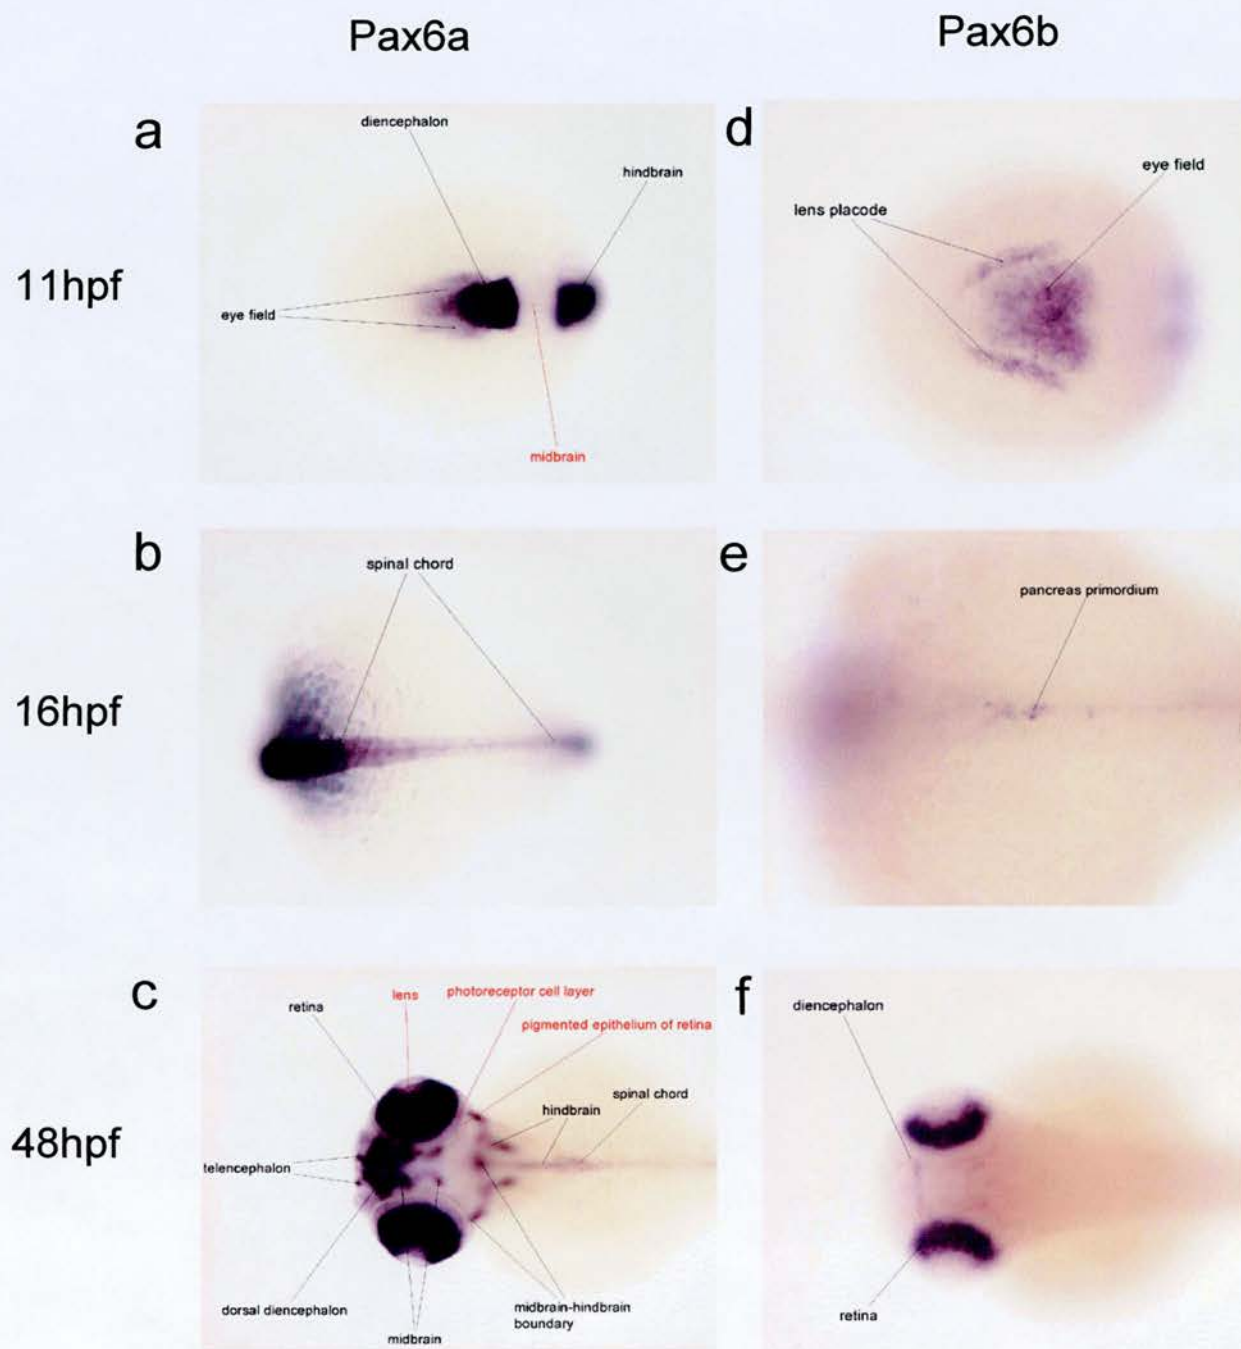 Pax6a
Pax6b
a
diencephalon
hindbrain
eye field
midbrain
d
eye field
lens placode
11hpf
b
spinal chord
e
pancreas primordium
16hpf
c
retina
lens
photoreceptor cell layer
pigmented epithelium of retina
spinal chord
hindbrain
telencephalon
dorsal diencephalon
midbrain
midbrain-hindbrain
boundary
f
diencephalon
retina
48hpf